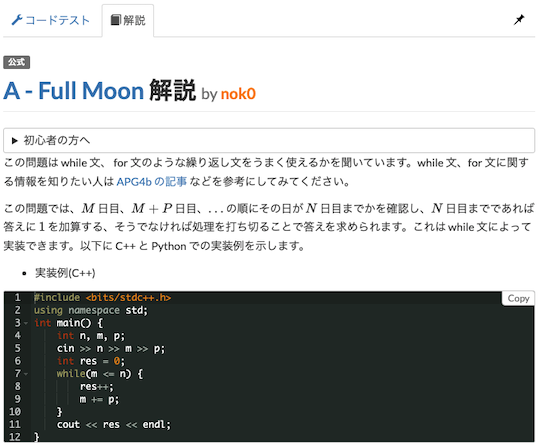 コードテスト 解説
公式
A - Full Moon 解説 by nok0
▶ 初心者の方へ
この問題は while 文、 for 文のような繰り返し文をうまく使えるかを聞いています。while 文、for 文に関す
る情報を知りたい人は APG4b の記事 などを参考にしてみてください。
この問題では、M 日目、M + P 日目、... の順にその日が N 日目までかを確認し、N 日目までであれば
答えに 1 を加算する、そうでなければ処理を打ち切ることで答えを求められます。これは while 文によって
実装できます。以下に C++ と Python での実装例を示します。
• 実装例(C++)
Copy
1 #include <bits/stdc++.h>
2 using namespace std;
3 int main() {
4 int n, m, p;
5 cin >> n >> m >> p;
6 int res = 0;
7 while(m <= n) {
8 res++;
9 m += p;
10 }
11 cout << res << endl;
12 }